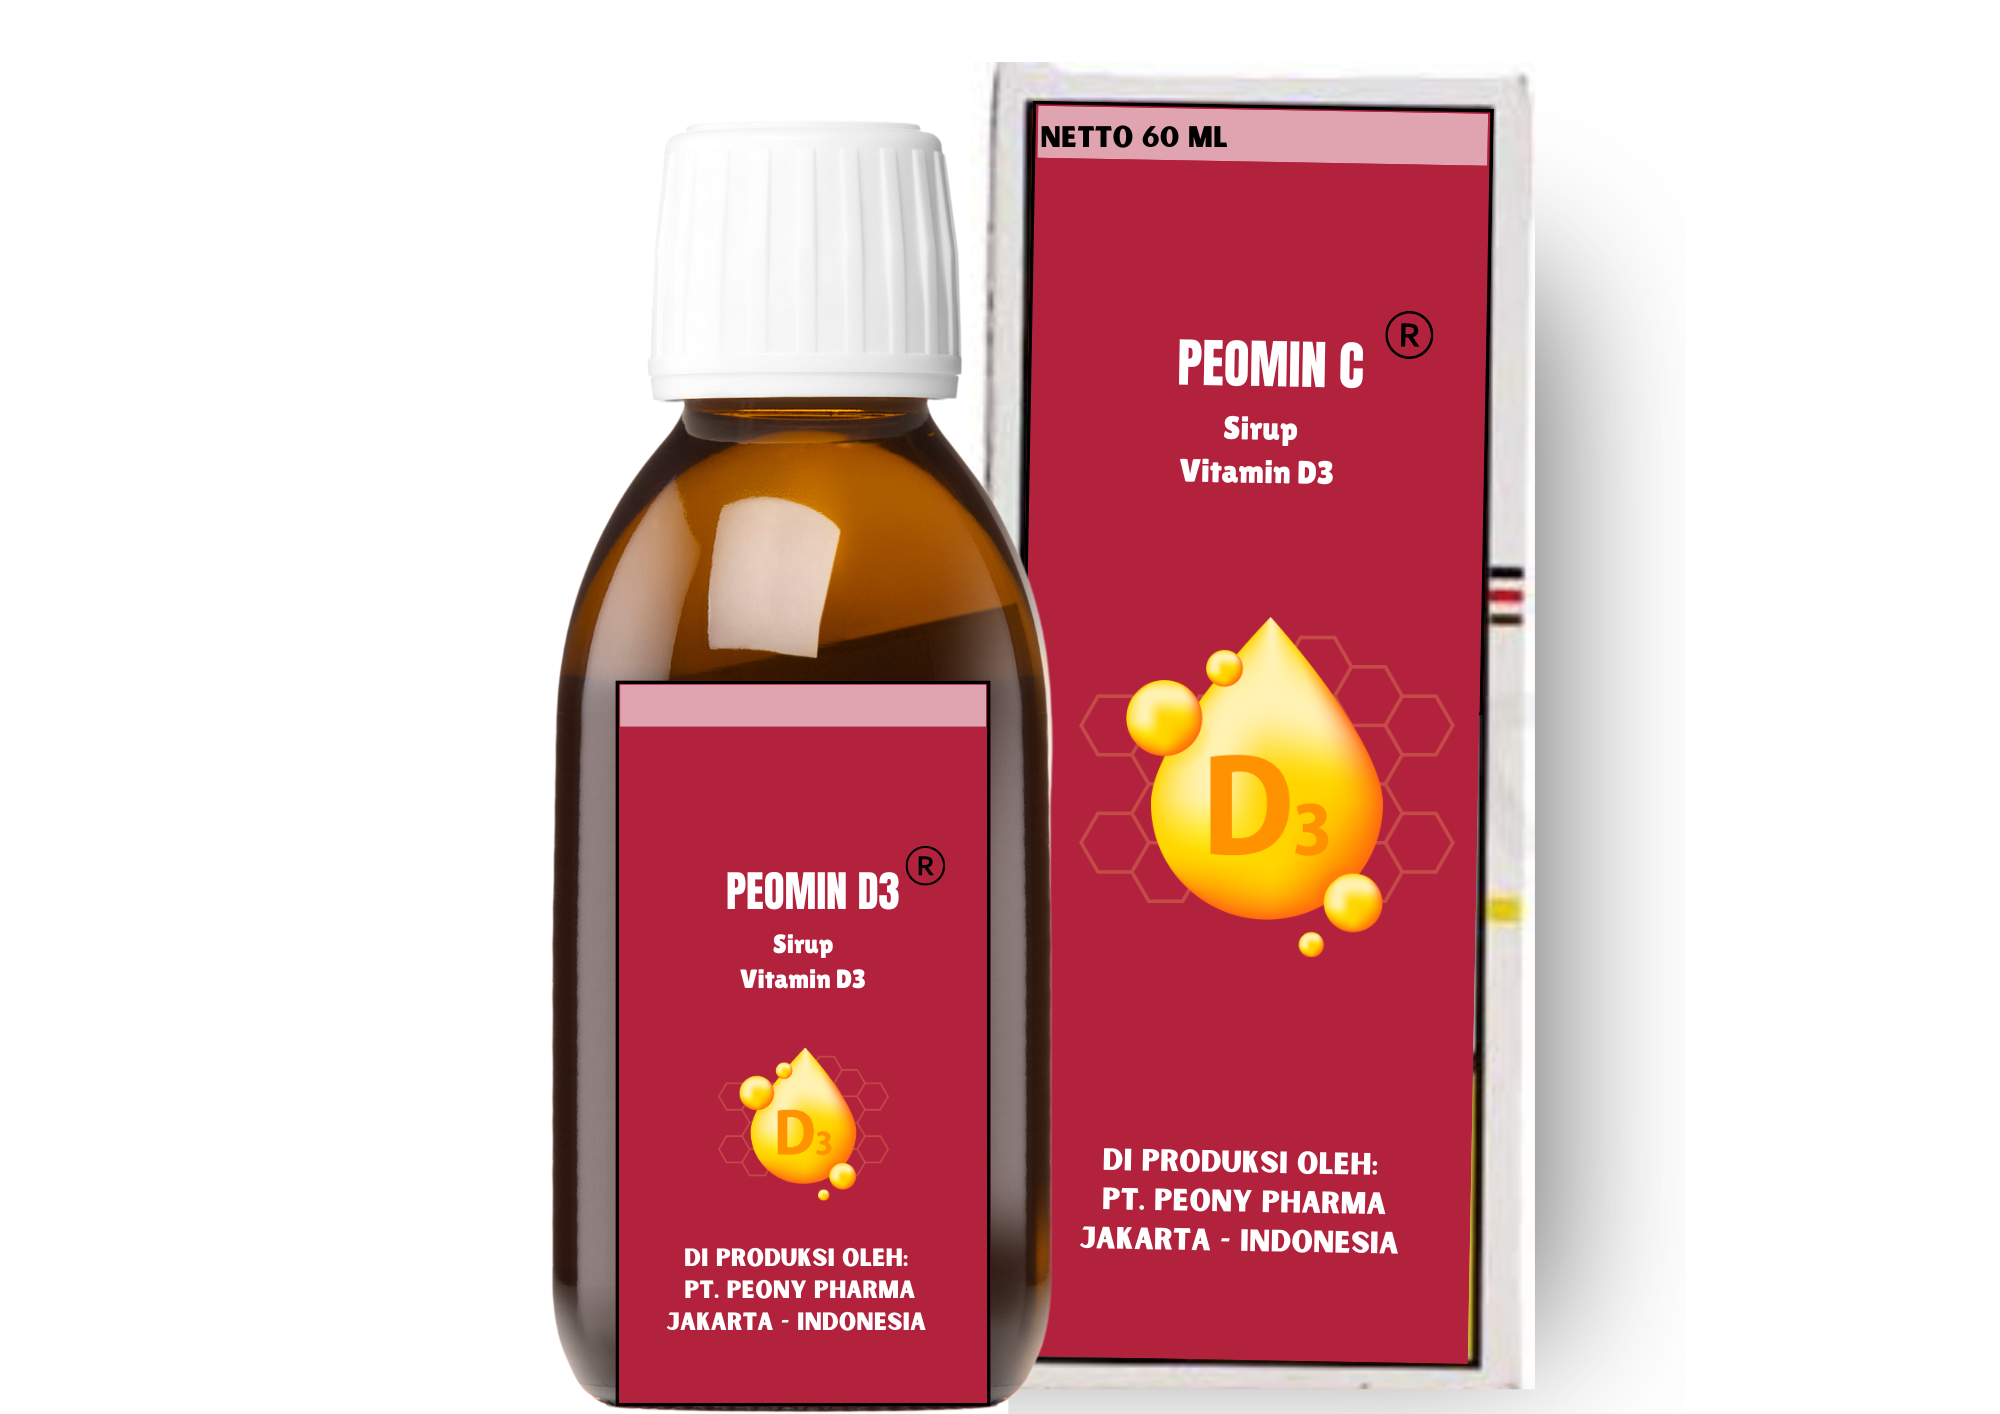 NETTO 60 ML
PEOMIN C ®
Sirup
Vitamin D3
D3
DI PRODUKSI OLEH:
PT. PEONY PHARMA
JAKARTA - INDONESIA
PEOMIN D3 ®
Sirup
Vitamin D3
D3
DI PRODUKSI OLEH:
PT. PEONY PHARMA
JAKARTA - INDONESIA